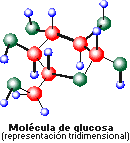 Molécula de glucosa
(representación tridimensional)